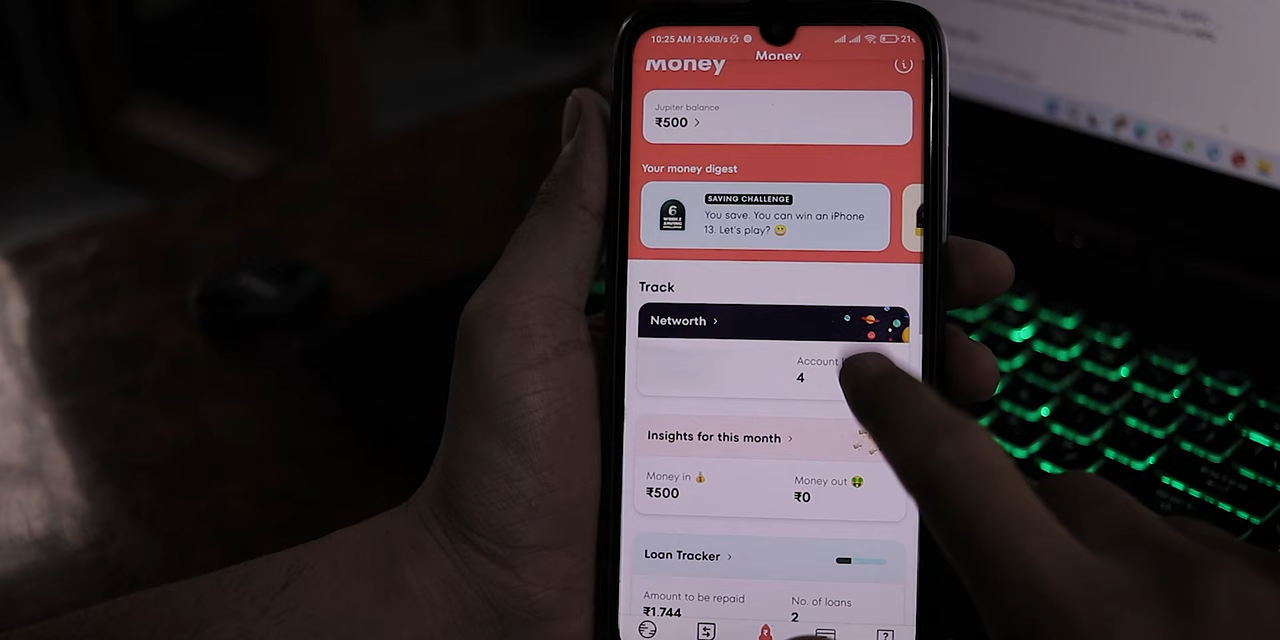 10:25 AM | 3.6KB/s
21
Money
Money
Jupiter balance
₹500 >
Your money digest
6
SAVING CHALLENGE
You save. You can win an iPhone
13. Let's play? 😬
Track
Networth >
Account
4
Insights for this month >
Money in 💰
₹500
Money out 🤑
₹0
Loan Tracker >
Amount to be repaid
₹1,744
No. of loans
2